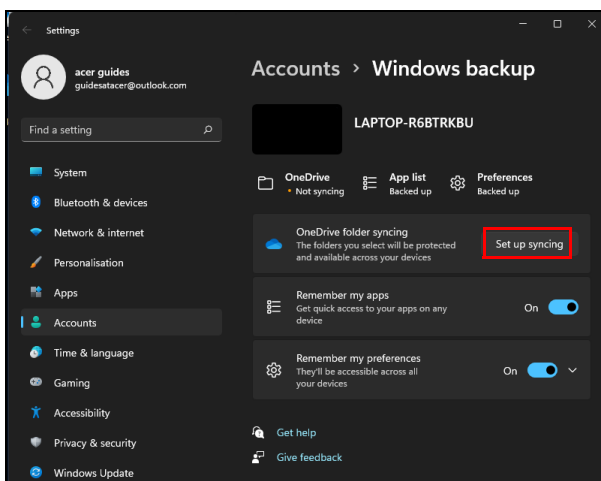 Settings
acer guides
guidesatacer@outlook.com
Find a setting
System
Bluetooth & devices
Network & internet
Personalisation
Apps
Accounts
Time & language
Gaming
Accessibility
Privacy & security
Windows Update
Accounts > Windows backup
LAPTOP-R6BTRKBU
OneDrive
• Not syncing
App list
Backed up
Preferences
Backed up
OneDrive folder syncing
The folders you select will be protected
and available across your devices
Set up syncing
Remember my apps
Get quick access to your apps on any
device
On
Remember my preferences
They'll be accessible across all
your devices
On
Get help
Give feedback